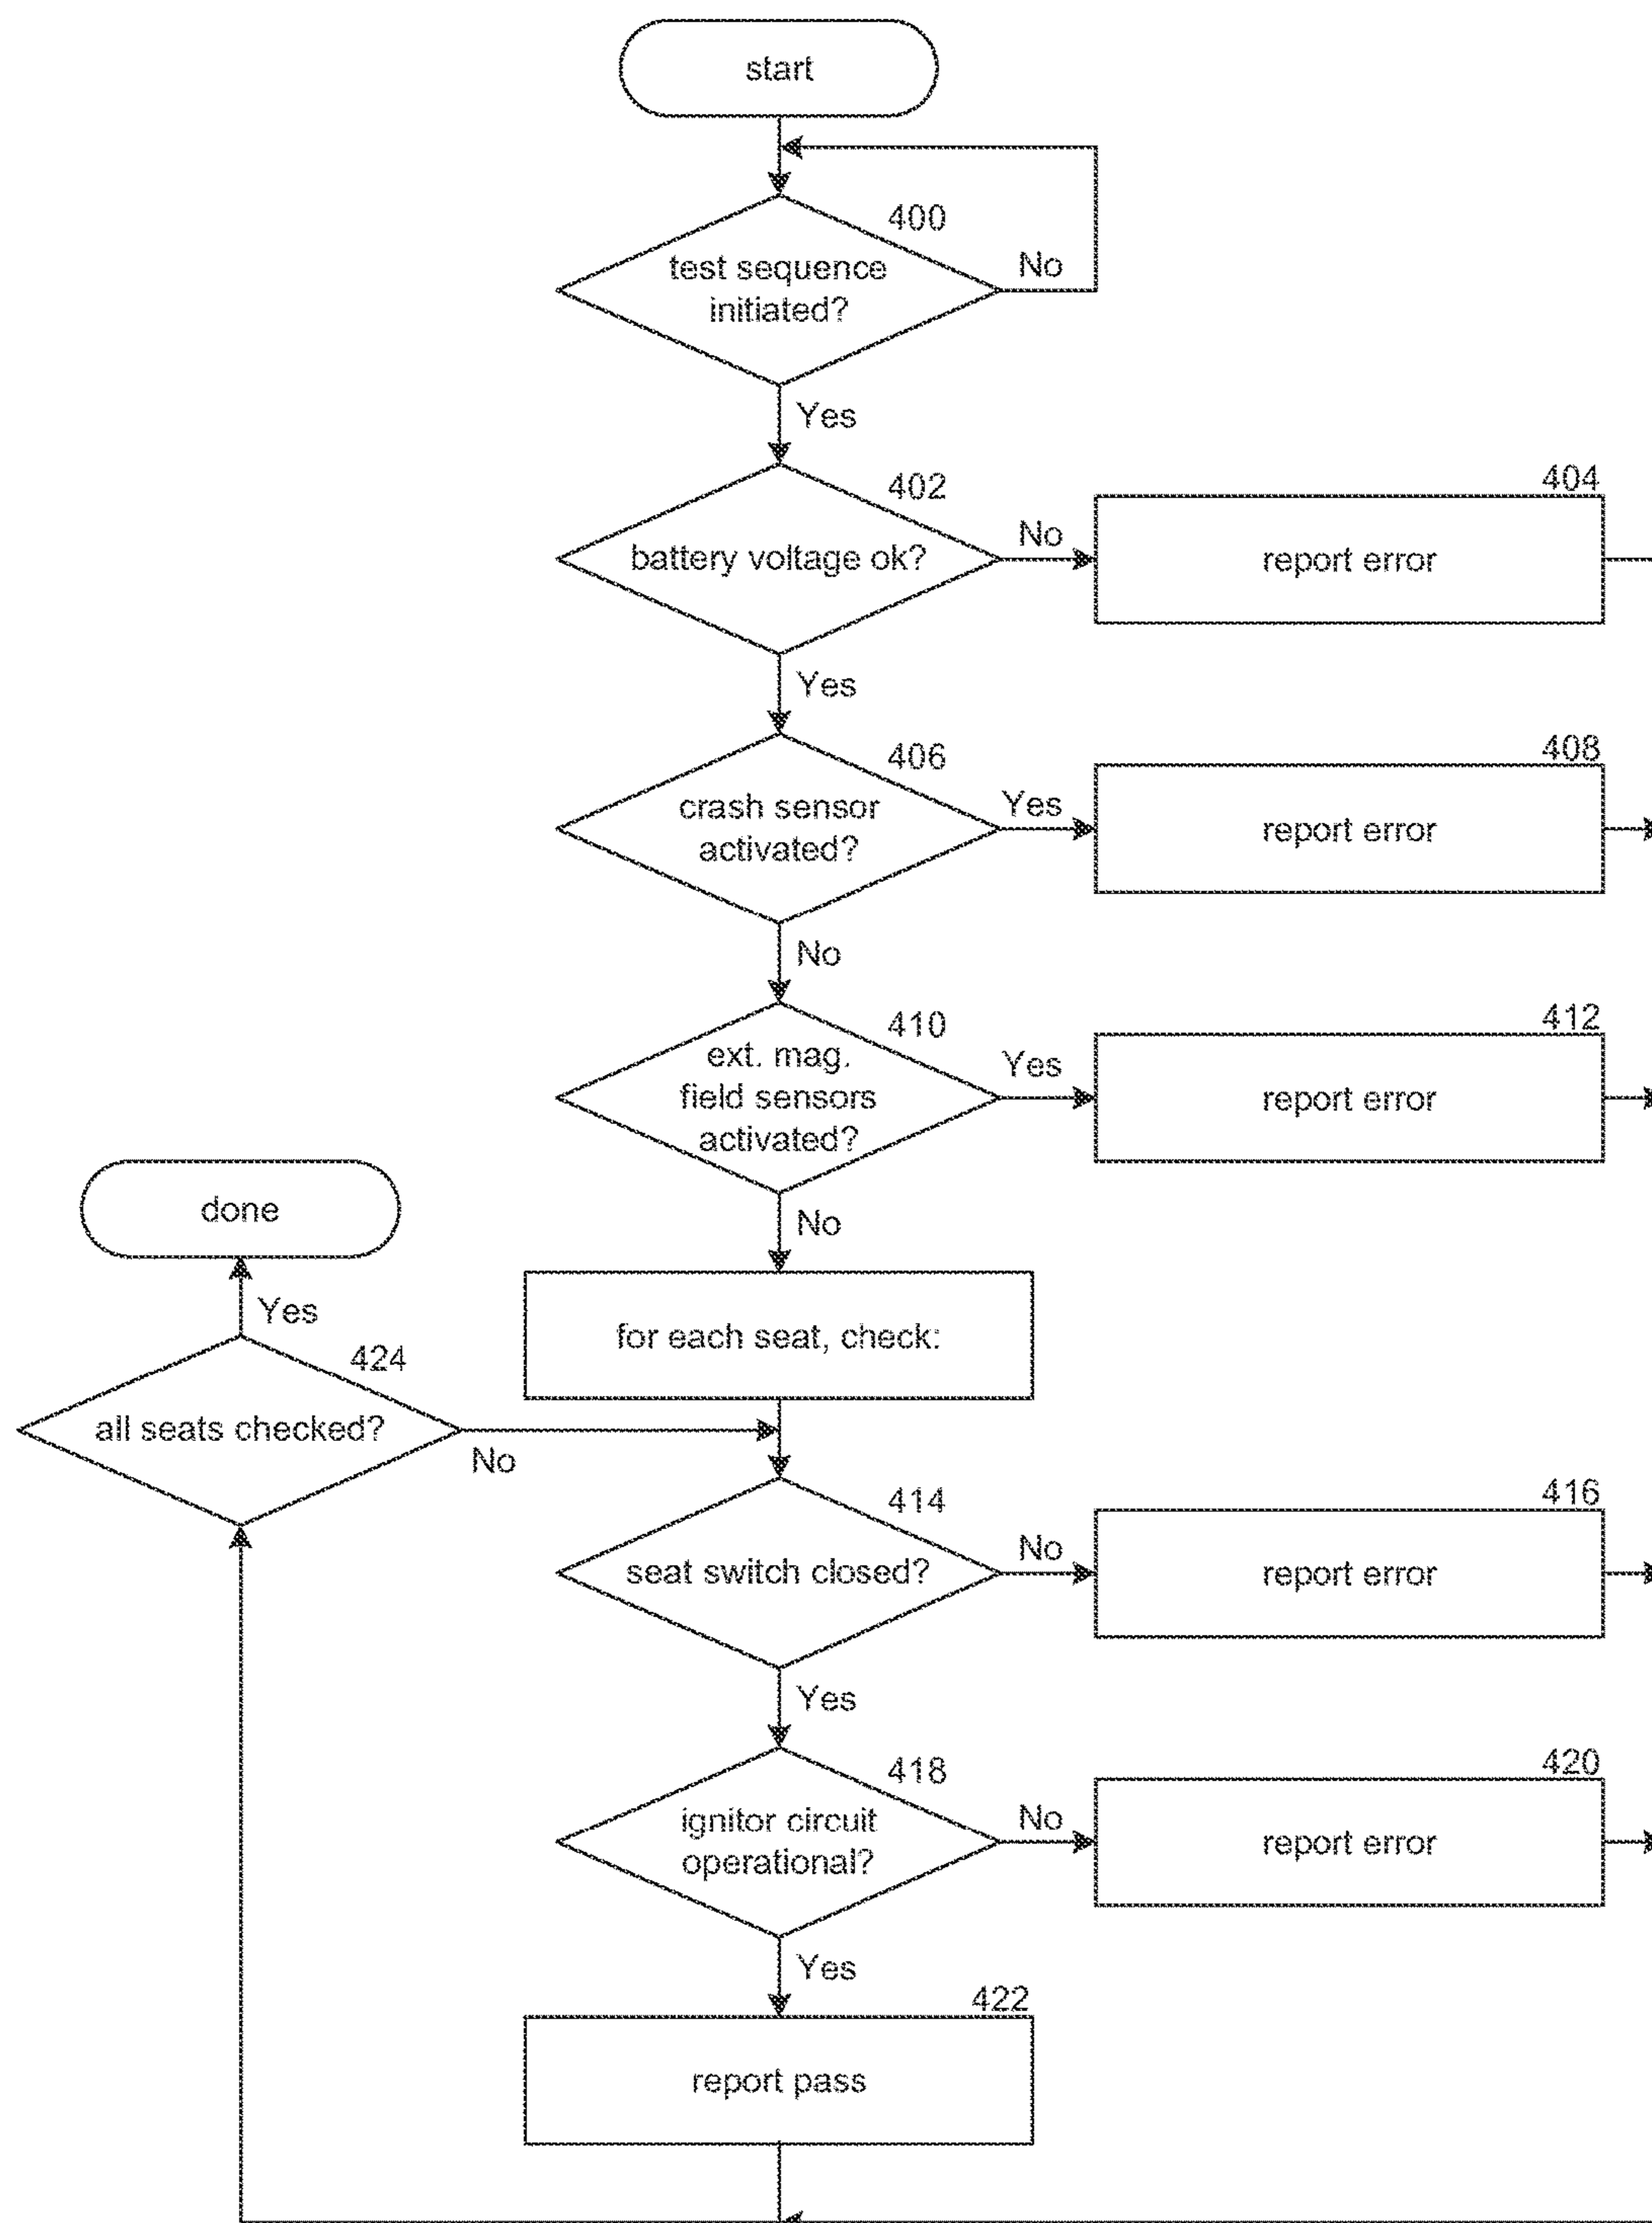 start
400
test sequence
initiated?
No
Yes
402
battery voltage ok?
No
404
report error
Yes
406
crash sensor
activated?
Yes
408
report error
No
410
ext. mag.
field sensors
activated?
Yes
412
report error
No
done
Yes
for each seat, check:
424
all seats checked?
No
414
seat switch closed?
No
416
report error
Yes
418
ignitor circuit
operational?
No
420
report error
Yes
422
report pass